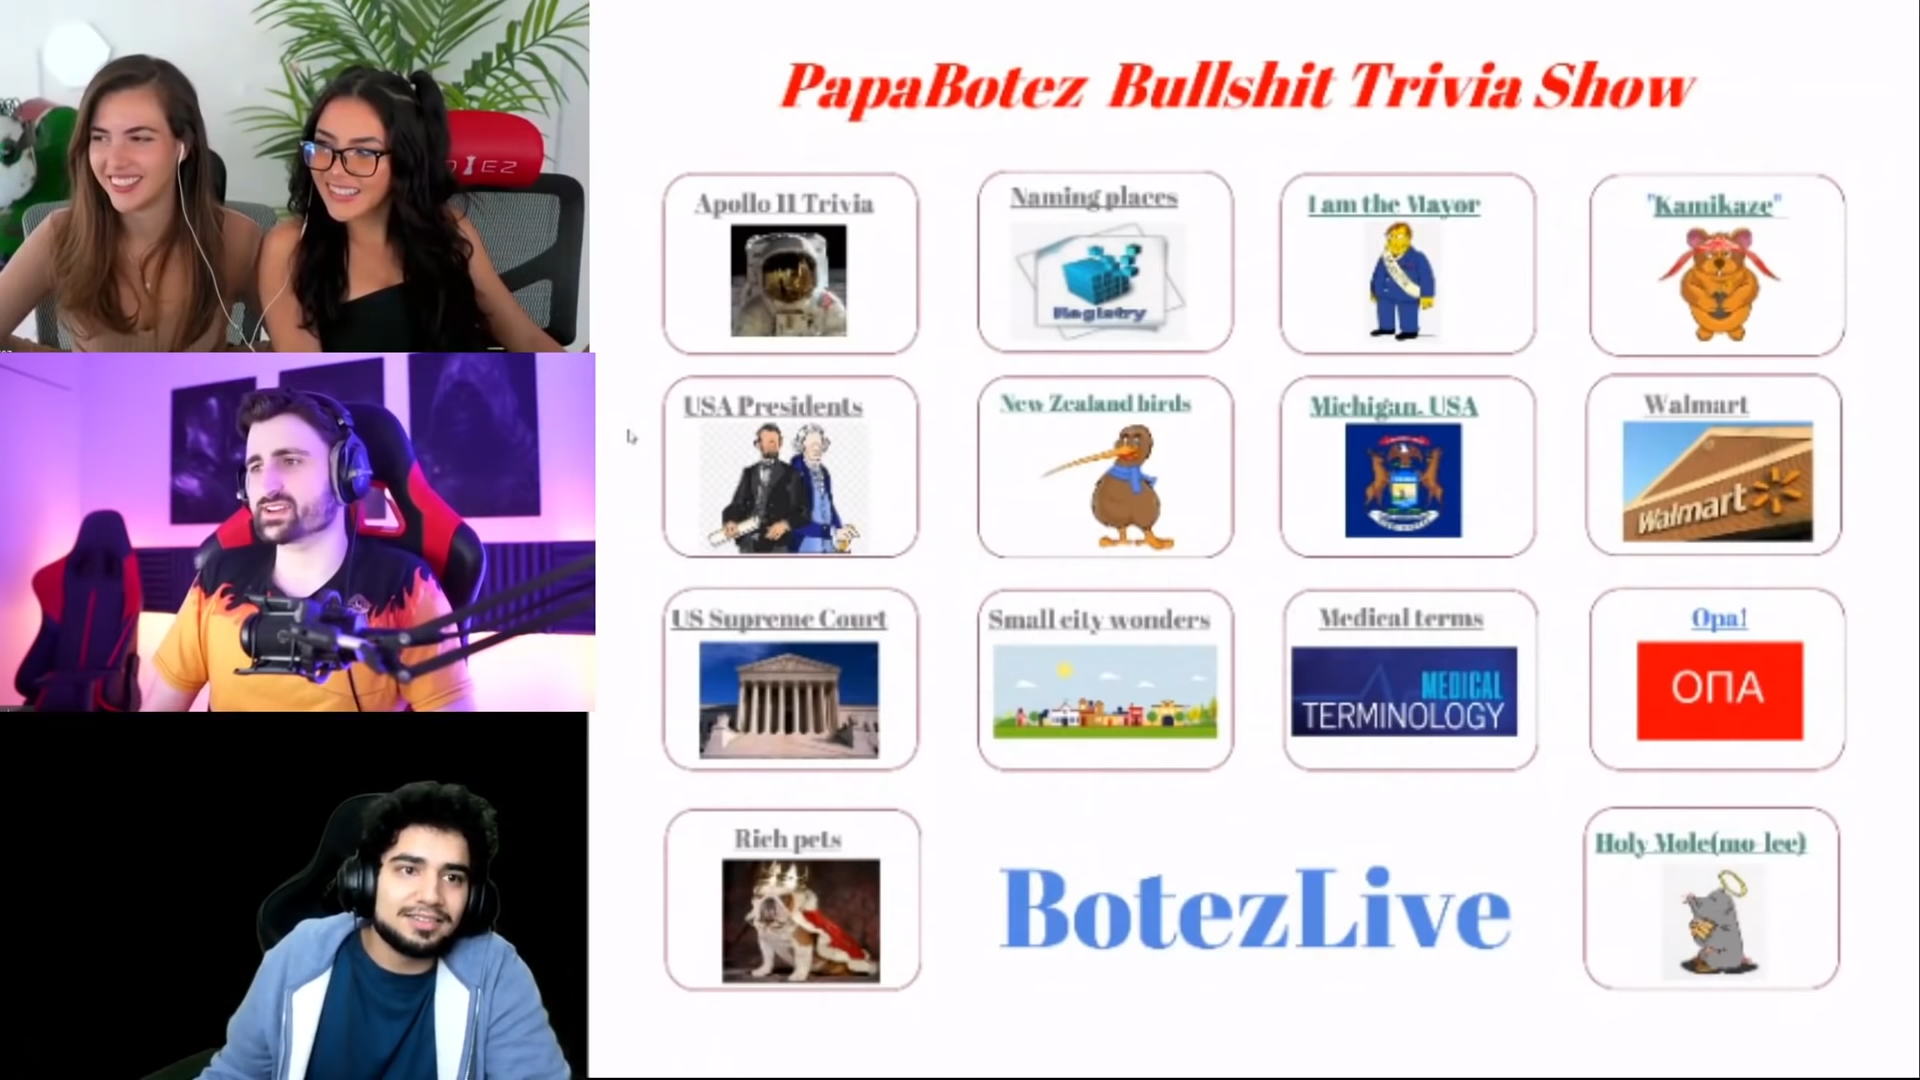 PapaBotez Bullshit Trivia Show
Apollo 11 Trivia
Naming places
I am the Mayor
"Kamikaze"
Registry
USA Presidents
New Zealand birds
Michigan. USA
Walmart
Walmart
US Supreme Court
Small city wonders
Medical terms
Opa!
MEDICAL
TERMINOLOGY
ОПА
Rich pets
BotezLive
Holy Mole(mo-lee)